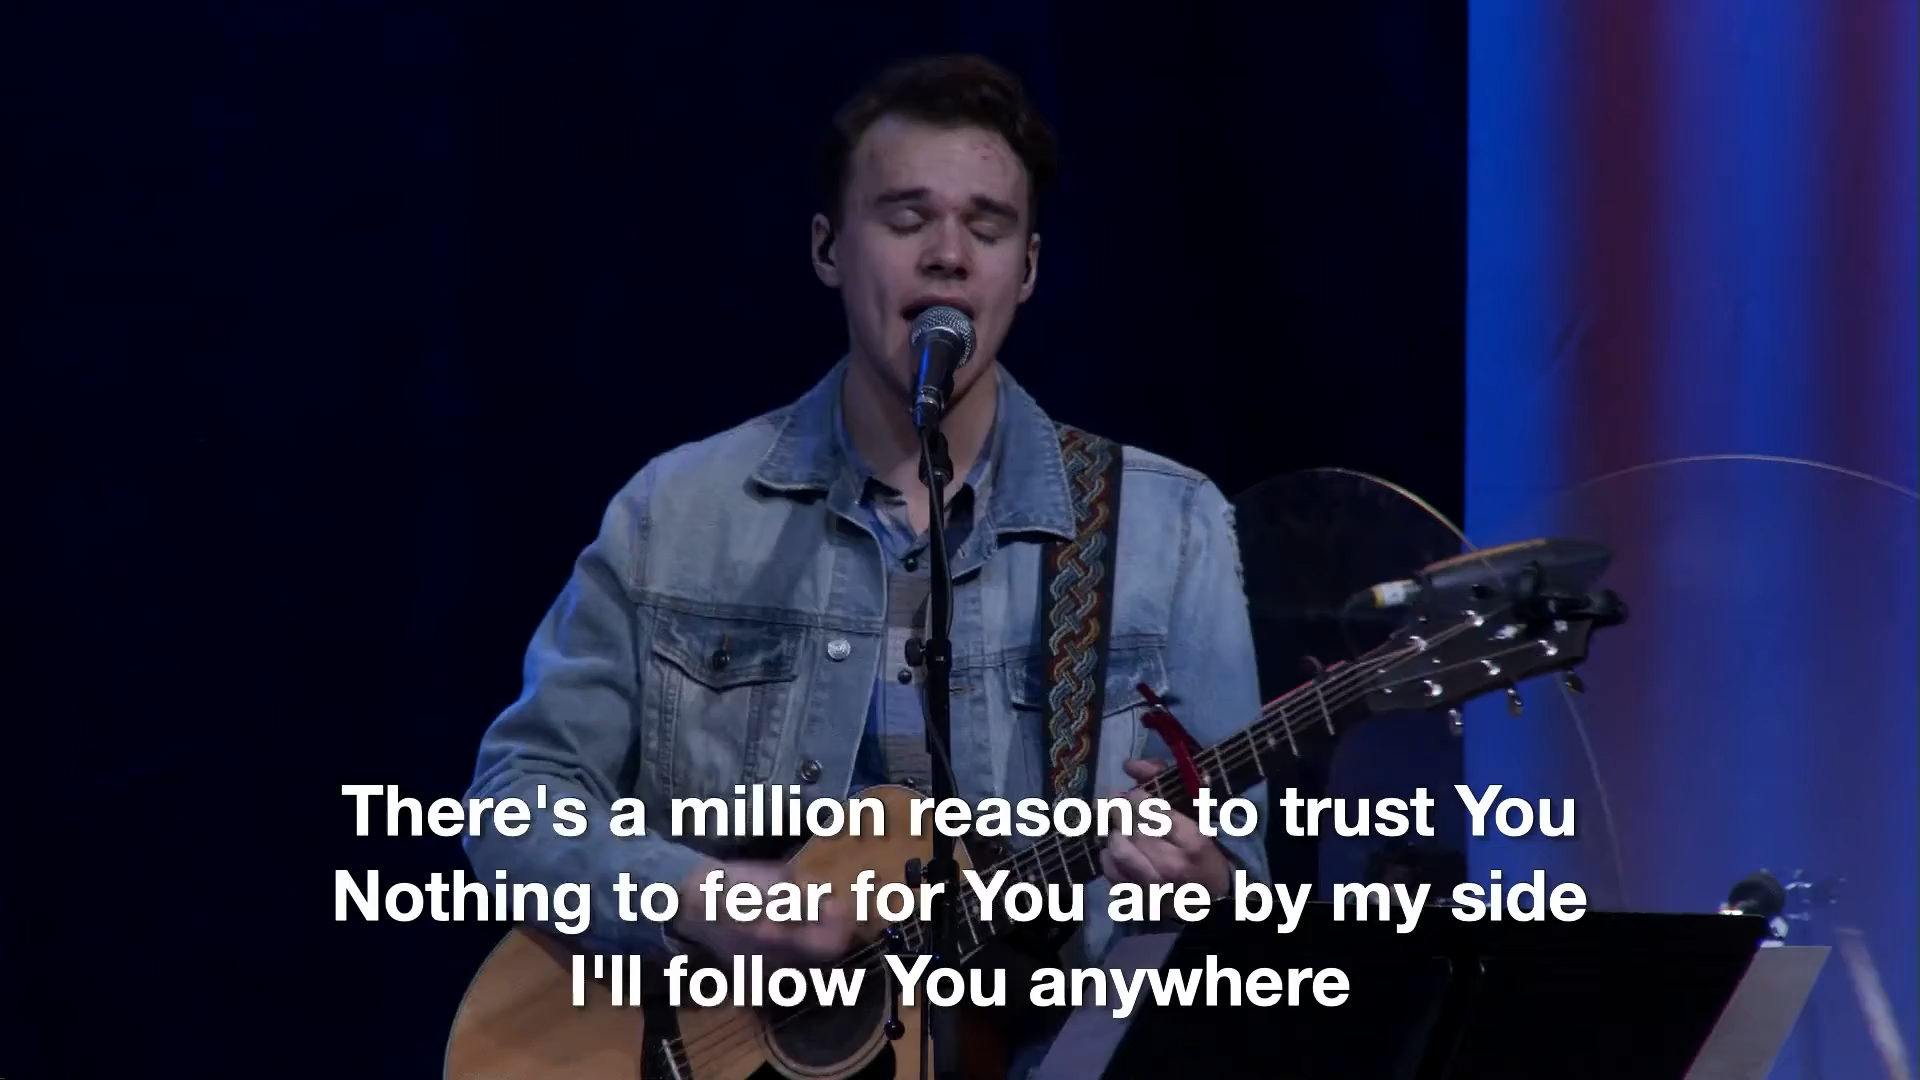 There's a million reasons to trust You
Nothing to fear for You are by my side
I'll follow You anywhere